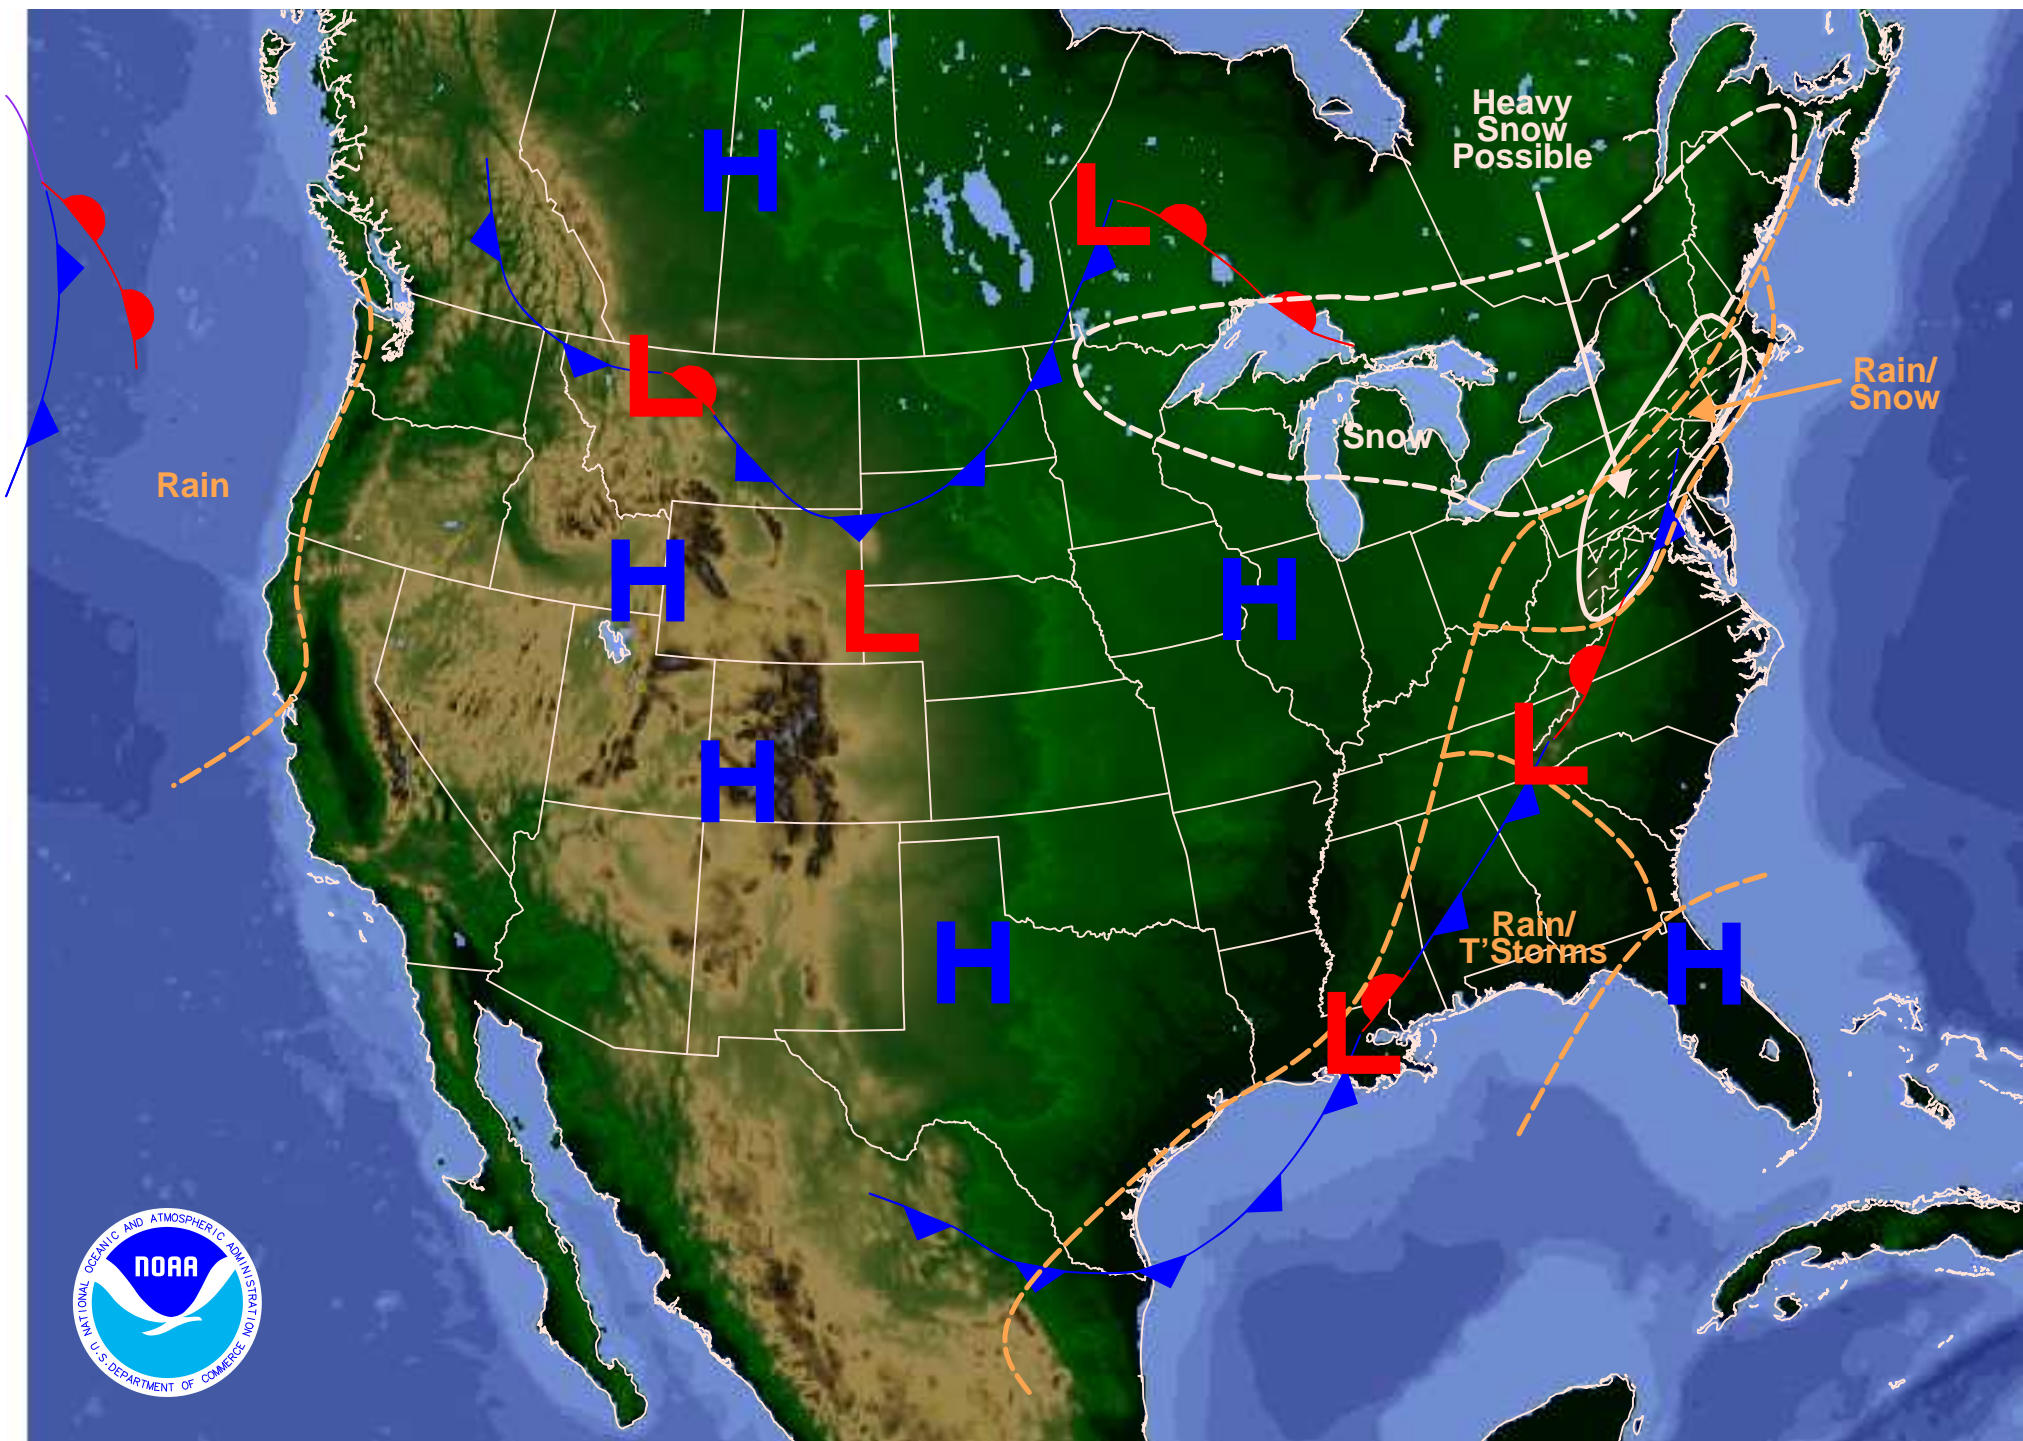 Heavy
Snow
Possible
H
L
Rain/
Snow
L
Snow
Rain
H
L
H
L
H
H
Rain/
T'Storms
H
L
NOAA
NATIONAL OCEANIC AND ATMOSPHERIC ADMINISTRATION
U.S. DEPARTMENT OF COMMERCE